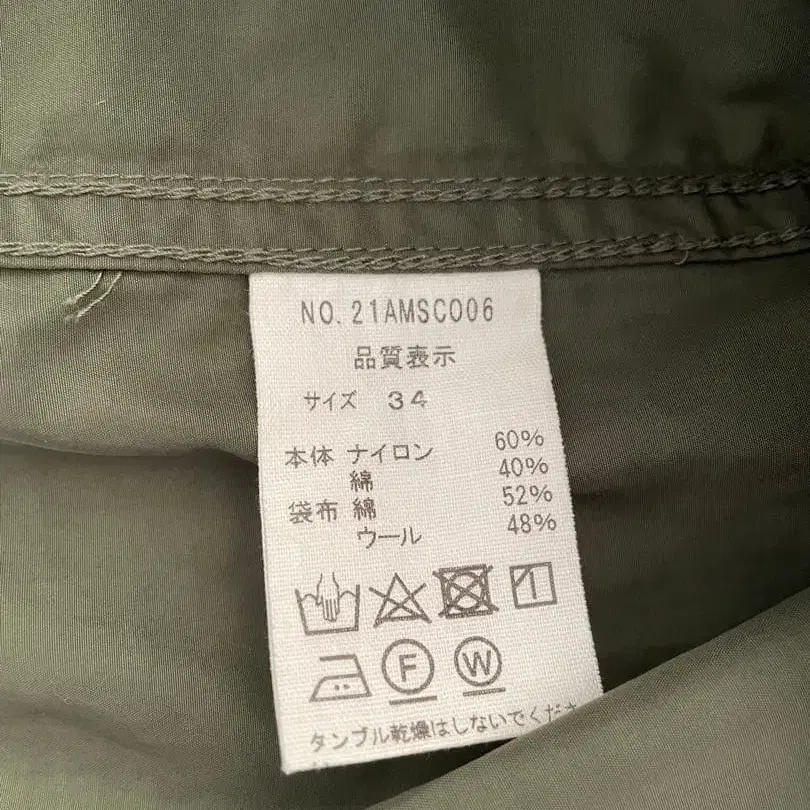 NO. 21AMSC006
品質表示
サイズ 34
本体 ナイロン 60%
綿 40%
袋布 綿 52%
ウール 48%
F W
タンブル乾燥はしないでくださ